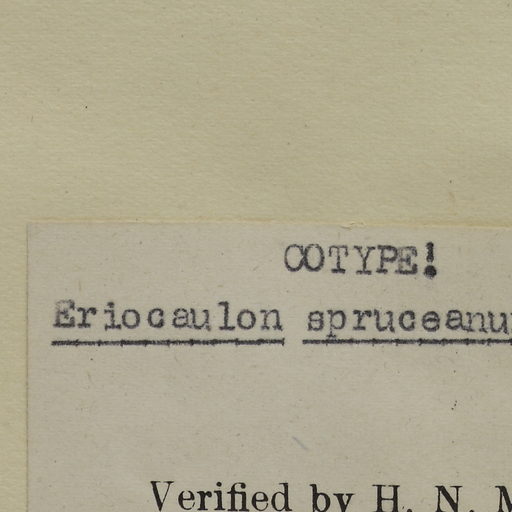 COTYPE!
Eriocaulon spruceanu
Verified by H. N.